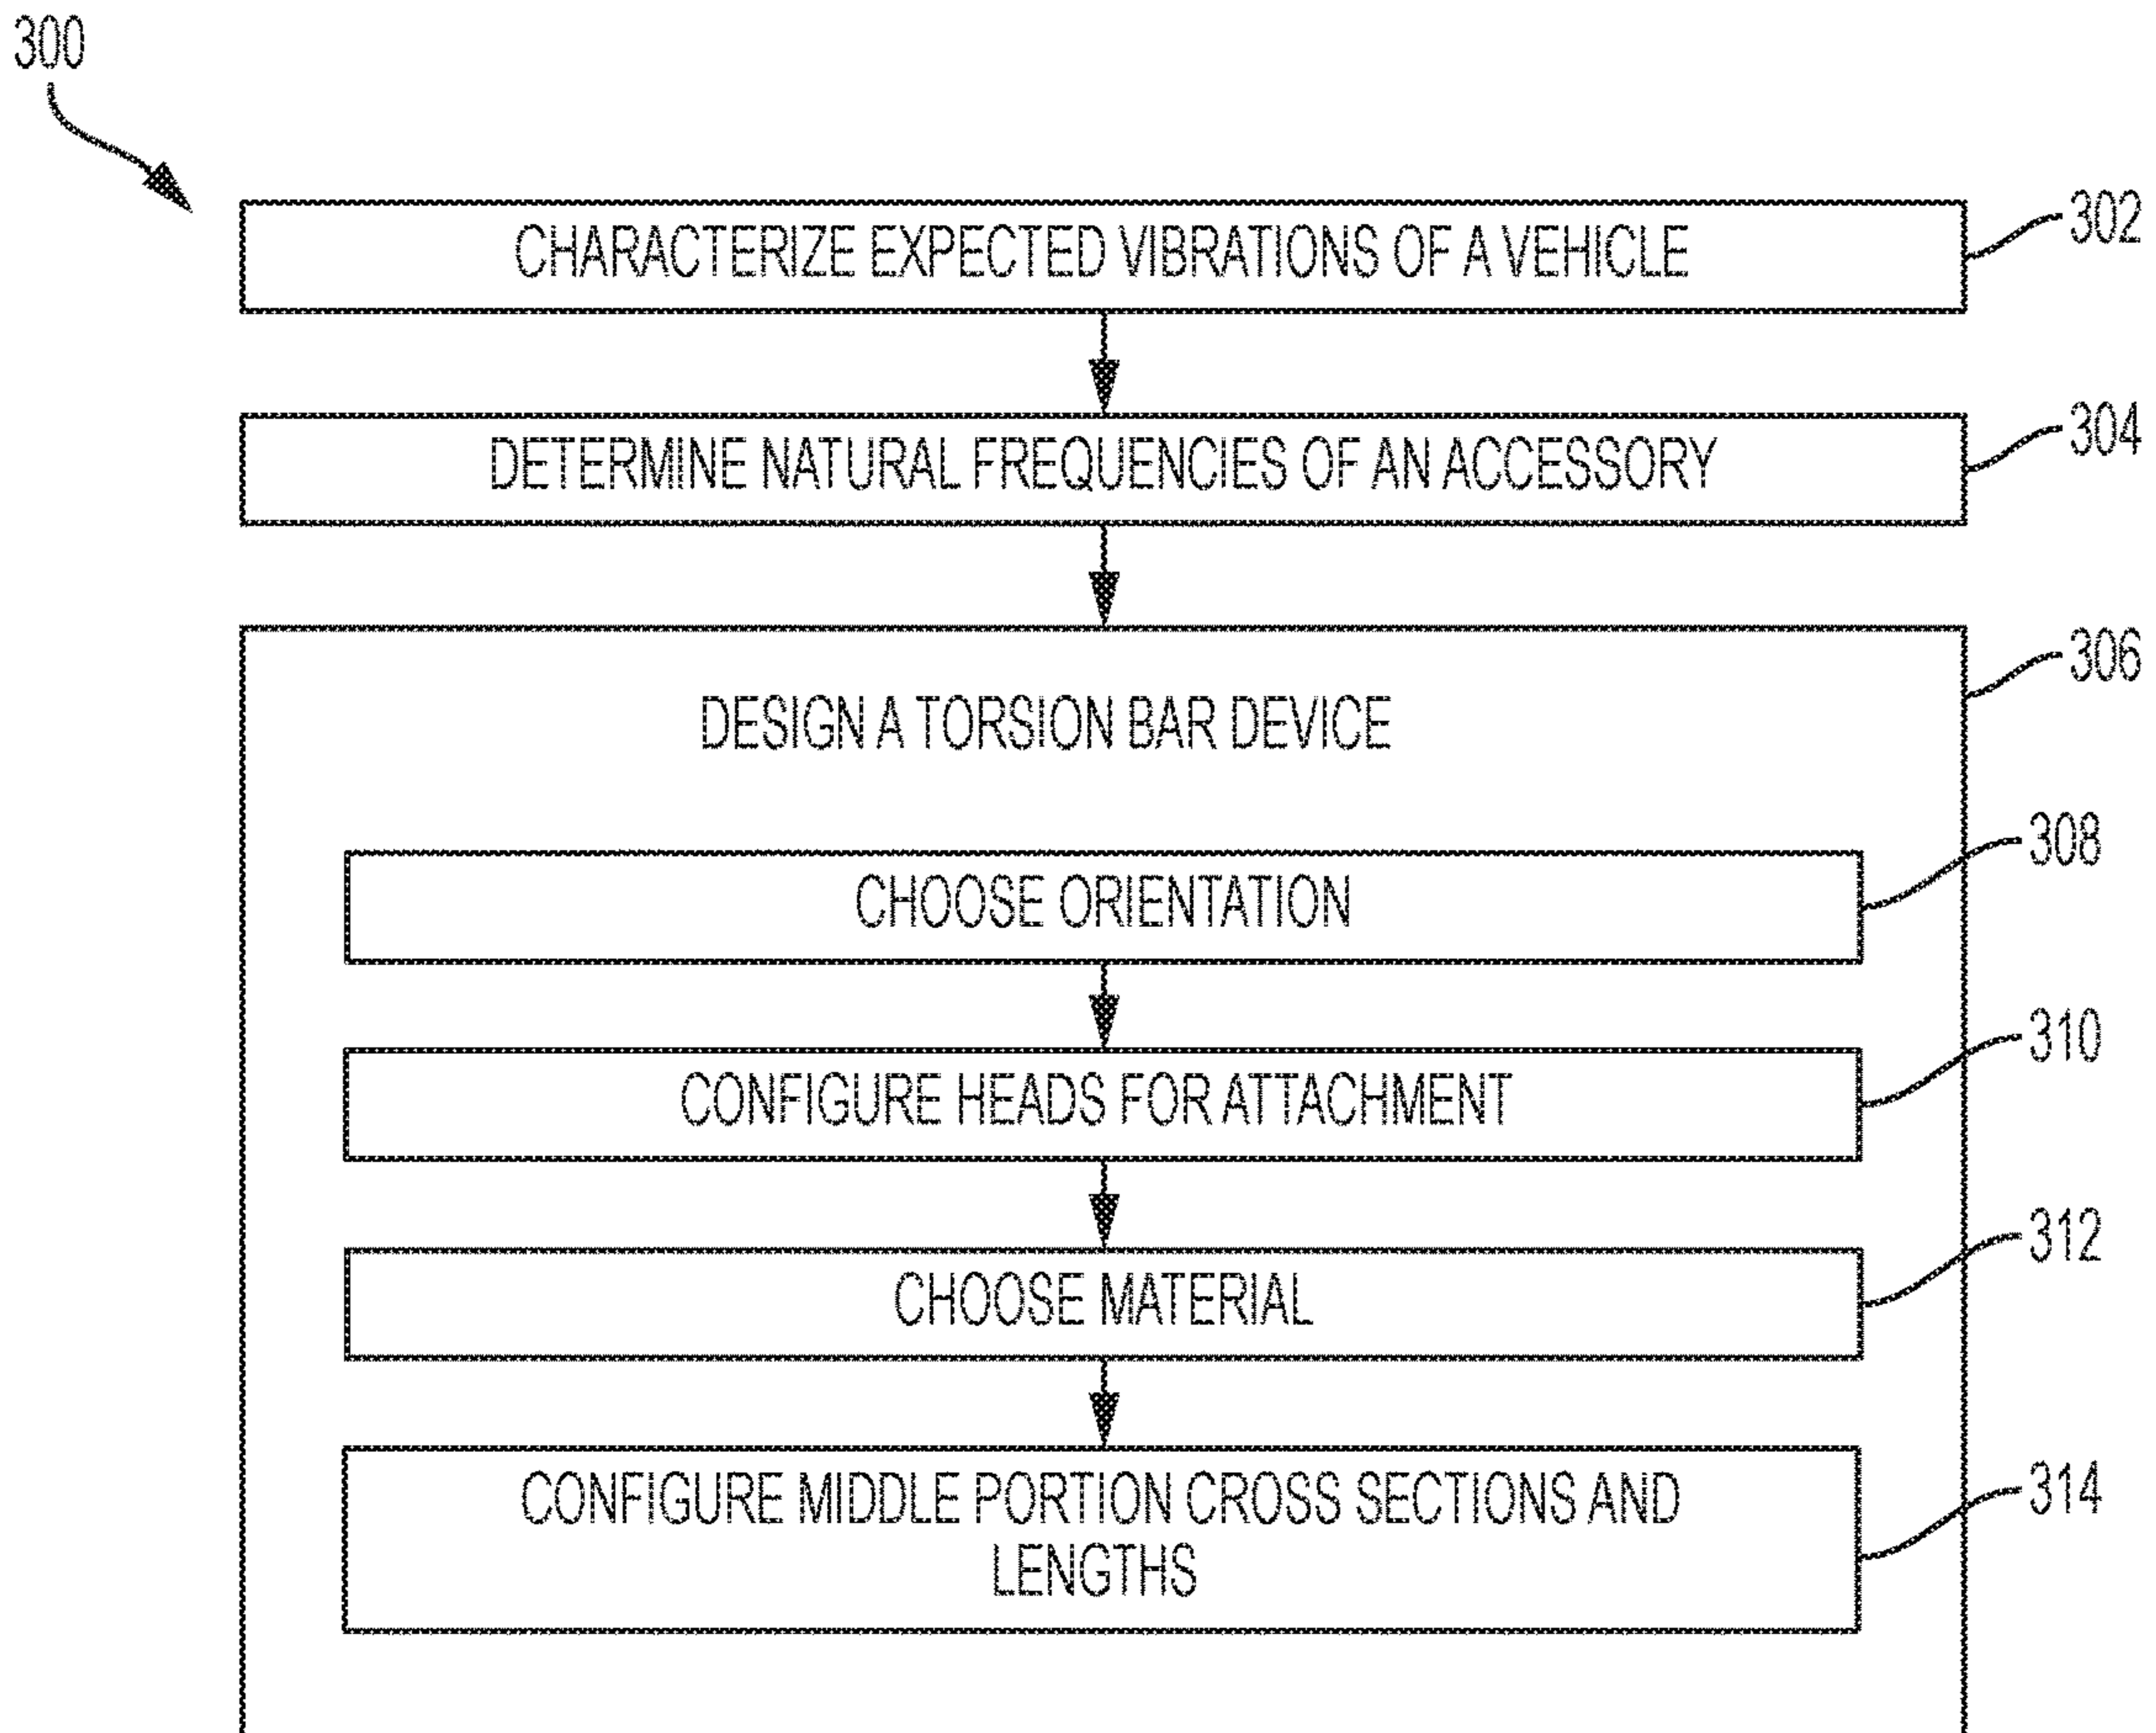 300
CHARACTERIZE EXPECTED VIBRATIONS OF A VEHICLE
302
DETERMINE NATURAL FREQUENCIES OF AN ACCESSORY
304
306
DESIGN A TORSION BAR DEVICE
308
CHOOSE ORIENTATION
310
CONFIGURE HEADS FOR ATTACHMENT
312
CHOOSE MATERIAL
314
CONFIGURE MIDDLE PORTION CROSS SECTIONS AND
LENGTHS